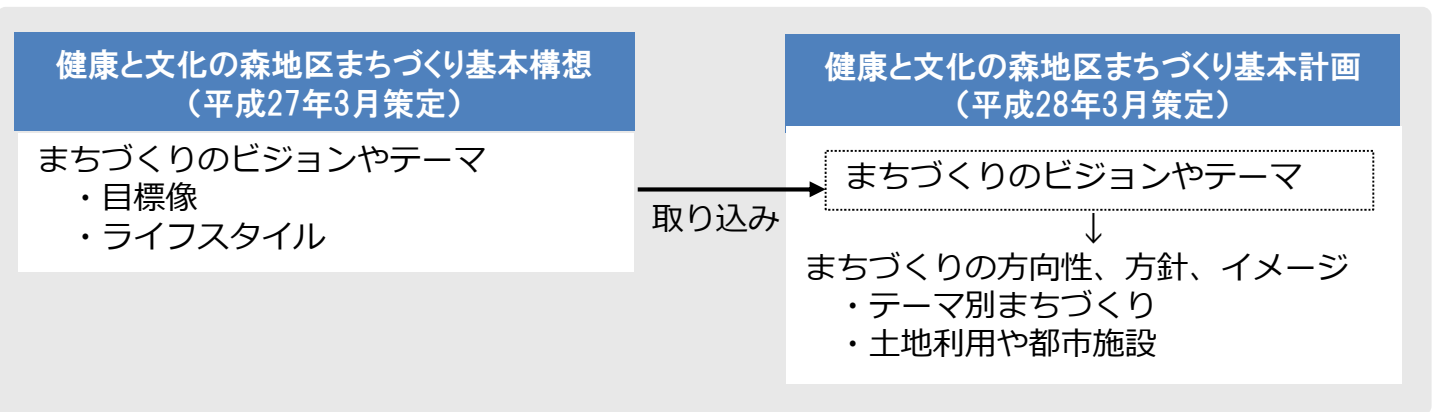 健康と文化の森地区まちづくり基本構想
（平成27年3月策定）
まちづくりのビジョンやテーマ
・目標像
・ライフスタイル
取り込み
健康と文化の森地区まちづくり基本計画
（平成28年3月策定）
まちづくりのビジョンやテーマ
↓
まちづくりの方向性、方針、イメージ
・テーマ別まちづくり
・土地利用や都市施設